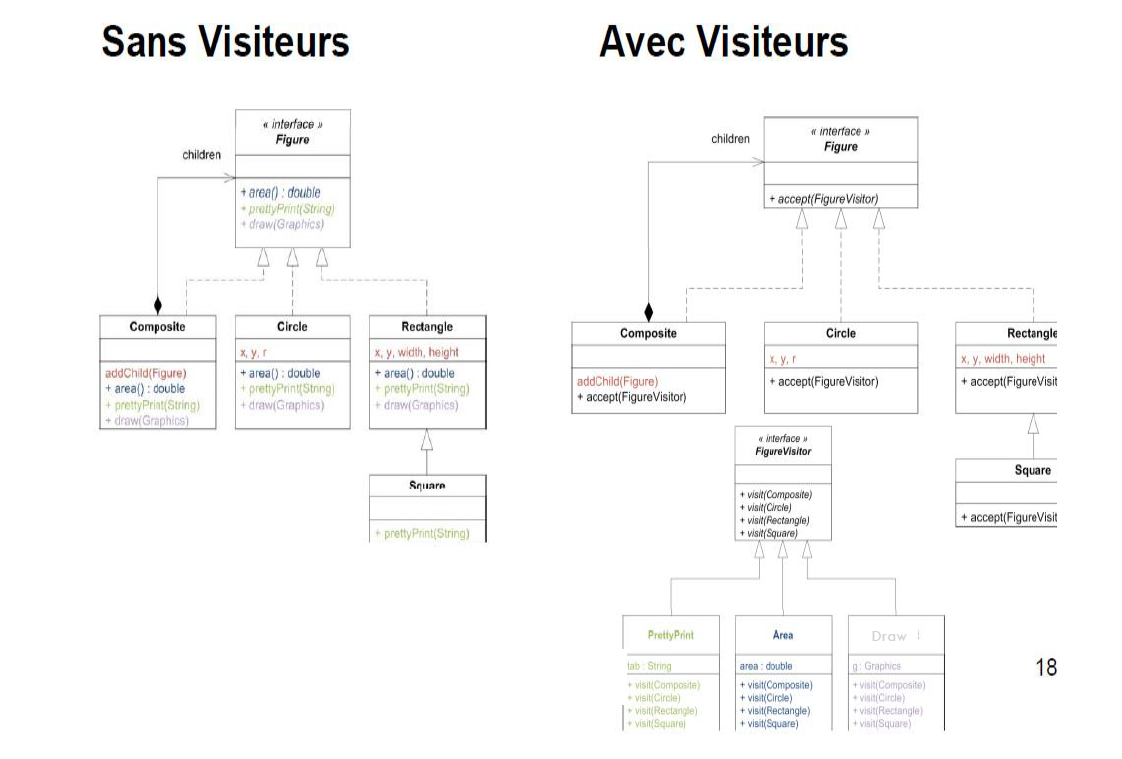 Sans Visiteurs
« interface »
Figure
children
+ area() : double
+ prettyPrint(String)
+ draw(Graphics)
Composite
addChild(Figure)
+ area() : double
+ prettyPrint(String)
+ draw(Graphics)
Circle
x, y, r
+ area() : double
+ prettyPrint(String)
+ draw(Graphics)
Rectangle
x, y, width, height
+ area() : double
+ prettyPrint(String)
+ draw(Graphics)
Square
+ prettyPrint(String)
Avec Visiteurs
« interface »
Figure
children
+ accept(FigureVisitor)
Composite
addChild(Figure)
+ accept(FigureVisitor)
Circle
x, y, r
+ accept(FigureVisitor)
Rectangle
x, y, width, height
+ accept(FigureVisit
Square
+ accept(FigureVisit
« interface »
FigureVisitor
+ visit(Composite)
+ visit(Circle)
+ visit(Rectangle)
+ visit(Square)
PrettyPrint
tab : String
+ visit(Composite)
+ visit(Circle)
+ visit(Rectangle)
+ visit(Square)
Area
area : double
+ visit(Composite)
+ visit(Circle)
+ visit(Rectangle)
+ visit(Square)
Draw
g : Graphics
+ visit(Composite)
+ visit(Circle)
+ visit(Rectangle)
+ visit(Square)
18